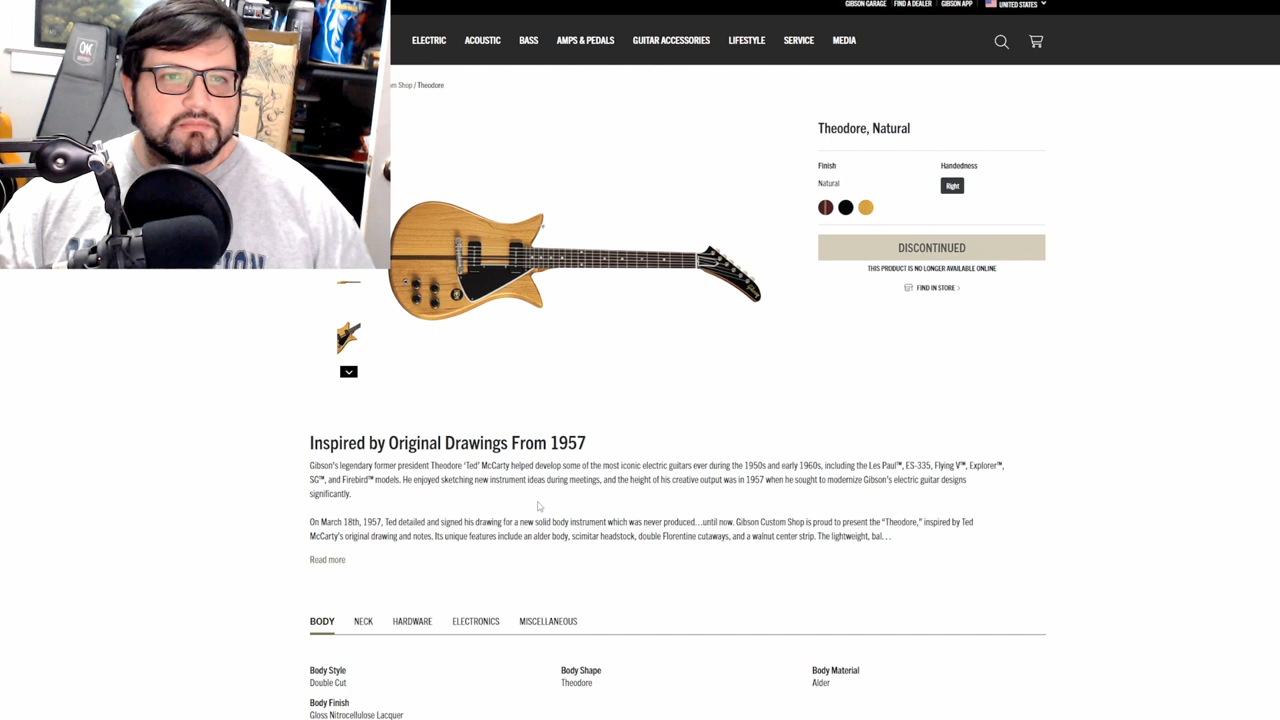 GIBSON GARAGE FIND A DEALER GIBSON APP UNITED STATES
ELECTRIC ACOUSTIC BASS AMPS & PEDALS GUITAR ACCESSORIES LIFESTYLE SERVICE MEDIA
om Shop / Theodore
Theodore, Natural
Finish Handedness
Natural Right
DISCONTINUED
THIS PRODUCT IS NO LONGER AVAILABLE ONLINE
FIND IN STORE >
Inspired by Original Drawings From 1957
Gibson's legendary former president Theodore 'Ted' McCarty helped develop some of the most iconic electric guitars ever during the 1950s and early 1960s, including the Les Paul™, ES-335, Flying V™, Explorer™,
SG™, and Firebird™ models. He enjoyed sketching new instrument ideas during meetings, and the height of his creative output was in 1957 when he sought to modernize Gibson's electric guitar designs
significantly.
On March 18th, 1957, Ted detailed and signed his drawing for a new solid body instrument which was never produced...until now. Gibson Custom Shop is proud to present the "Theodore," inspired by Ted
McCarty's original drawing and notes. Its unique features include an alder body, scimitar headstock, double Florentine cutaways, and a walnut center strip. The lightweight, bal...
Read more
BODY NECK HARDWARE ELECTRONICS MISCELLANEOUS
Body Style Body Shape Body Material
Double Cut Theodore Alder
Body Finish
Gloss Nitrocellulose Lacquer